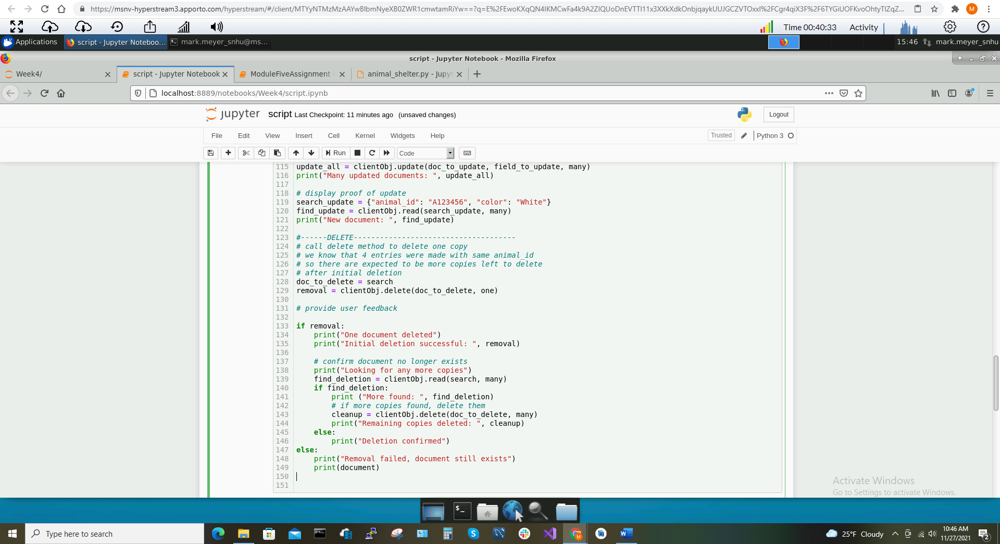 https://msnv-hyperstream3.apporto.com/hyperstream/#/client/
Time 00:40:33 Activity
Applications script - Jupyter Noteboo... mark.meyer_snhu@ms... 15:46 mark.meyer_snhu
script - Jupyter Notebook - Mozilla Firefox
Week4/ script - Jupyter Notebook ModuleFiveAssignment - animal_shelter.py - Jupyt
localhost:8889/notebooks/Week4/script.ipynb
jupyter script Last Checkpoint: 11 minutes ago (unsaved changes) Logout
File Edit View Insert Cell Kernel Widgets Help Trusted Python 3
Run Code
115 update_all = clientObj.update(doc_to_update, field_to_update, many)
116 print("Many updated documents: ", update_all)
117
118 # display proof of update
119 search_update = {"animal_id": "A123456", "color": "White"}
120 find_update = clientObj.read(search_update, many)
121 print("New document: ", find_update)
122
123 #------DELETE-------------------------------------
124 # call delete method to delete one copy
125 # we know that 4 entries were made with same animal_id
126 # so there are expected to be more copies left to delete
127 # after initial deletion
128 doc_to_delete = search
129 removal = clientObj.delete(doc_to_delete, one)
130
131 # provide user feedback
132
133 if removal:
134     print("One document deleted")
135     print("Initial deletion successful: ", removal)
136
137     # confirm document no longer exists
138     print("Looking for any more copies")
139     find_deletion = clientObj.read(search, many)
140     if find_deletion:
141         print ("More found: ", find_deletion)
142         # if more copies found, delete them
143         cleanup = clientObj.delete(doc_to_delete, many)
144         print("Remaining copies deleted: ", cleanup)
145     else:
146         print("Deletion confirmed")
147 else:
148     print("Removal failed, document still exists")
149     print(document)
150
151
Activate Windows
Go to Settings to activate Windows.
Type here to search
25°F Cloudy
10:46 AM
11/27/2021
2